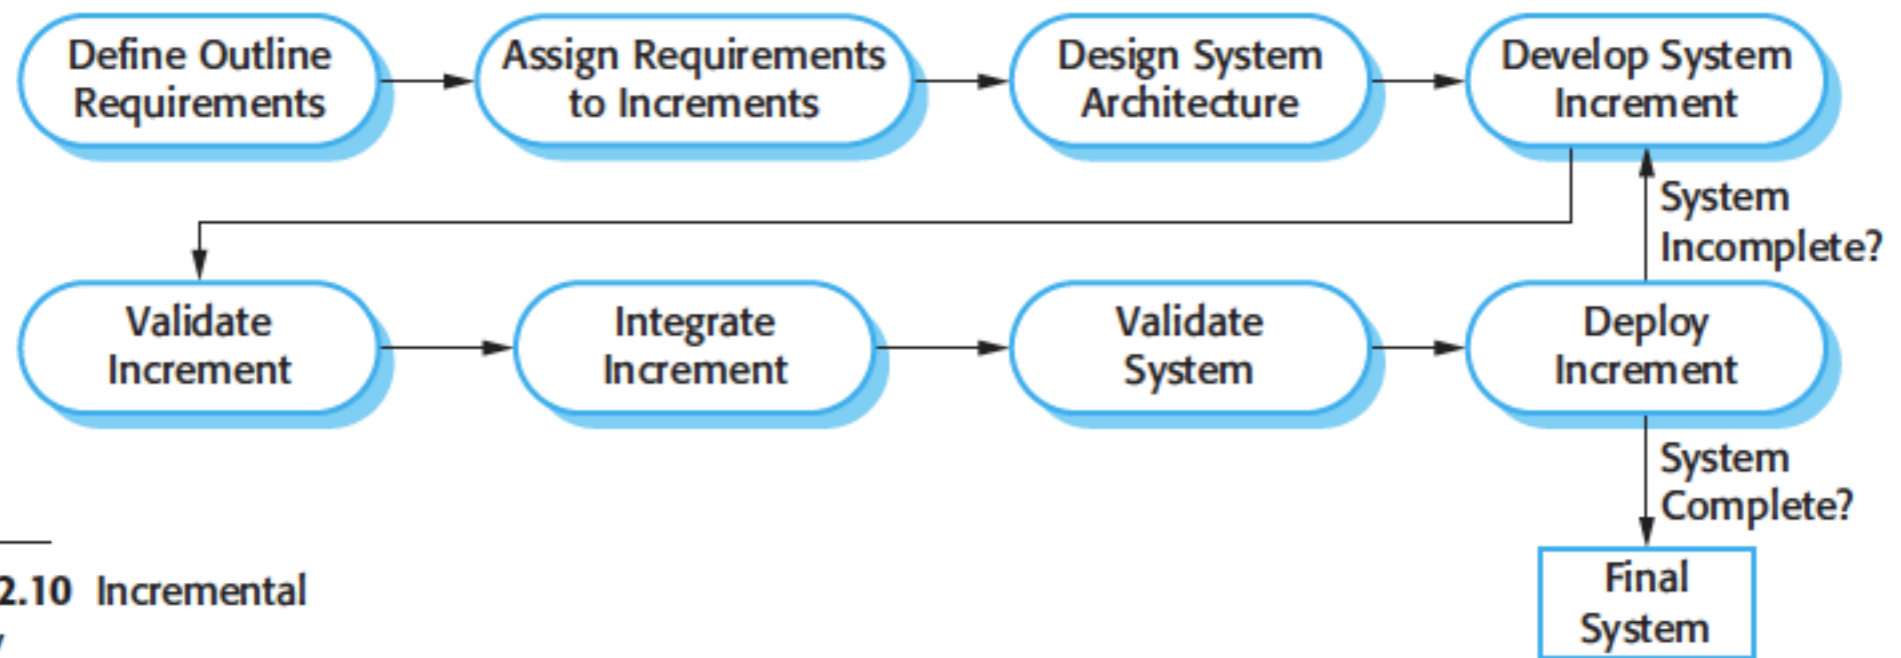 Define Outline
Requirements
Assign Requirements
to Increments
Design System
Architecture
Develop System
Increment
System
Incomplete?
Validate
Increment
Integrate
Increment
Validate
System
Deploy
Increment
System
Complete?
2.10 Incremental
Final
System